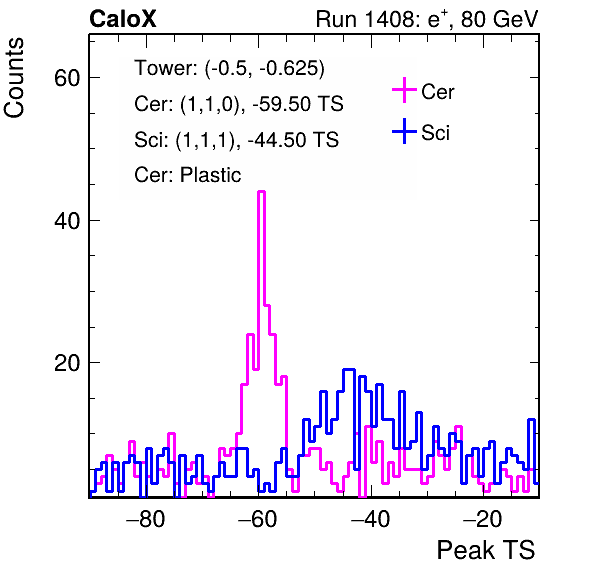 CaloX Run 1408: e+, 80 GeV
Counts
Tower: (-0.5, -0.625)
Cer: (1,1,0), -59.50 TS
Sci: (1,1,1), -44.50 TS
Cer: Plastic
Cer
Sci
60
40
20
−80 −60 −40 −20
Peak TS